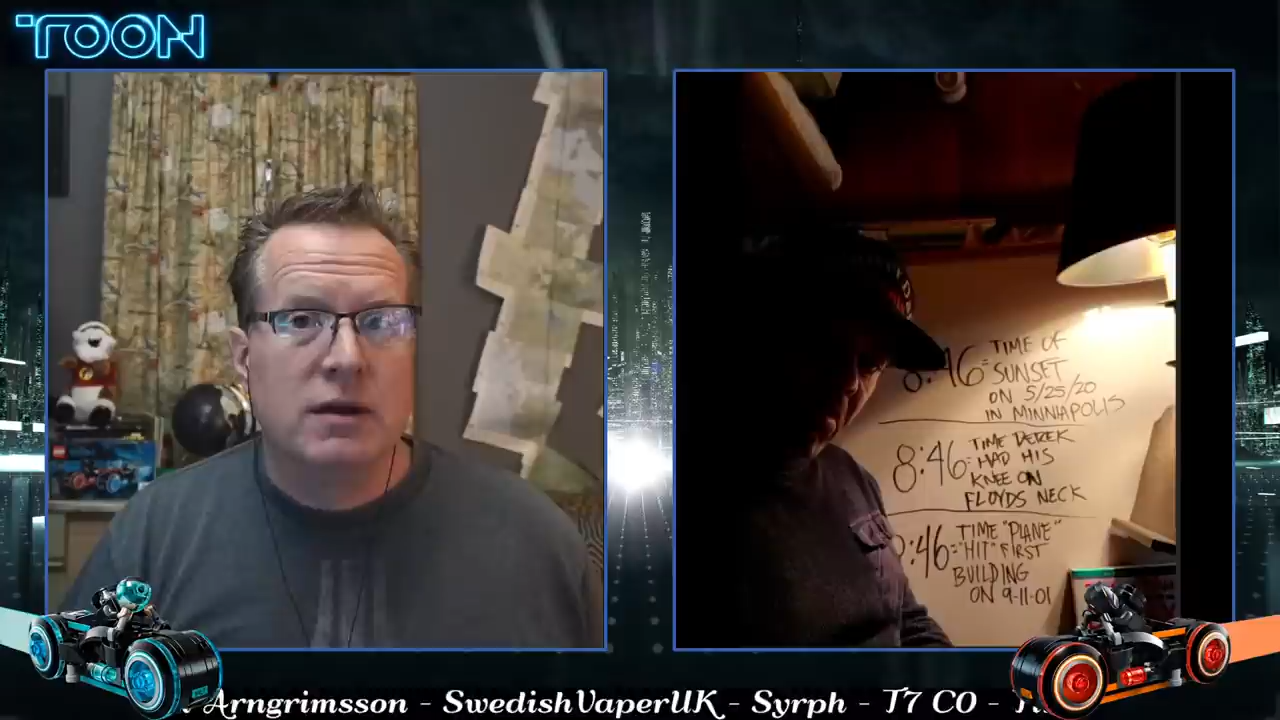 TOON
8:46 = TIME OF
SUNSET
ON 5/25/20
IN MINNIAPOLIS
8:46 = TIME DEREK
HAD HIS
KNEE ON
FLOYDS NECK
:46 = TIME "PLANE"
"HIT" FIRST
BUILDING
ON 9-11-01
Arngrimsson - SwedishVaperUK - Syrph - T7 CO -